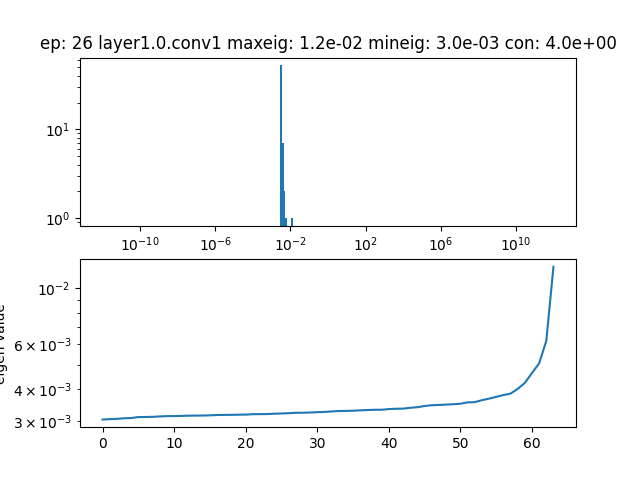 ep: 26 layer1.0.conv1 maxeig: 1.2e-02 mineig: 3.0e-03 con: 4.0e+00
10¹
10⁰
10⁻¹⁰ 10⁻⁶ 10⁻² 10² 10⁶ 10¹⁰
eigen value
10⁻²
6 × 10⁻³
4 × 10⁻³
3 × 10⁻³
0 10 20 30 40 50 60